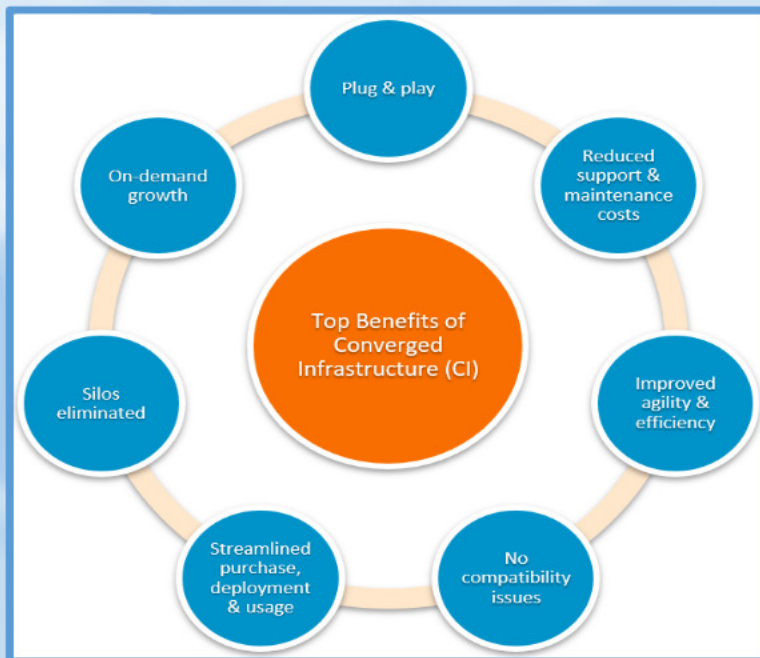 Plug & play
Reduced
support &
maintenance
costs
Improved
agility &
efficiency
No
compatibility
issues
Streamlined
purchase,
deployment
& usage
Silos
eliminated
On-demand
growth
Top Benefits of
Converged
Infrastructure (CI)